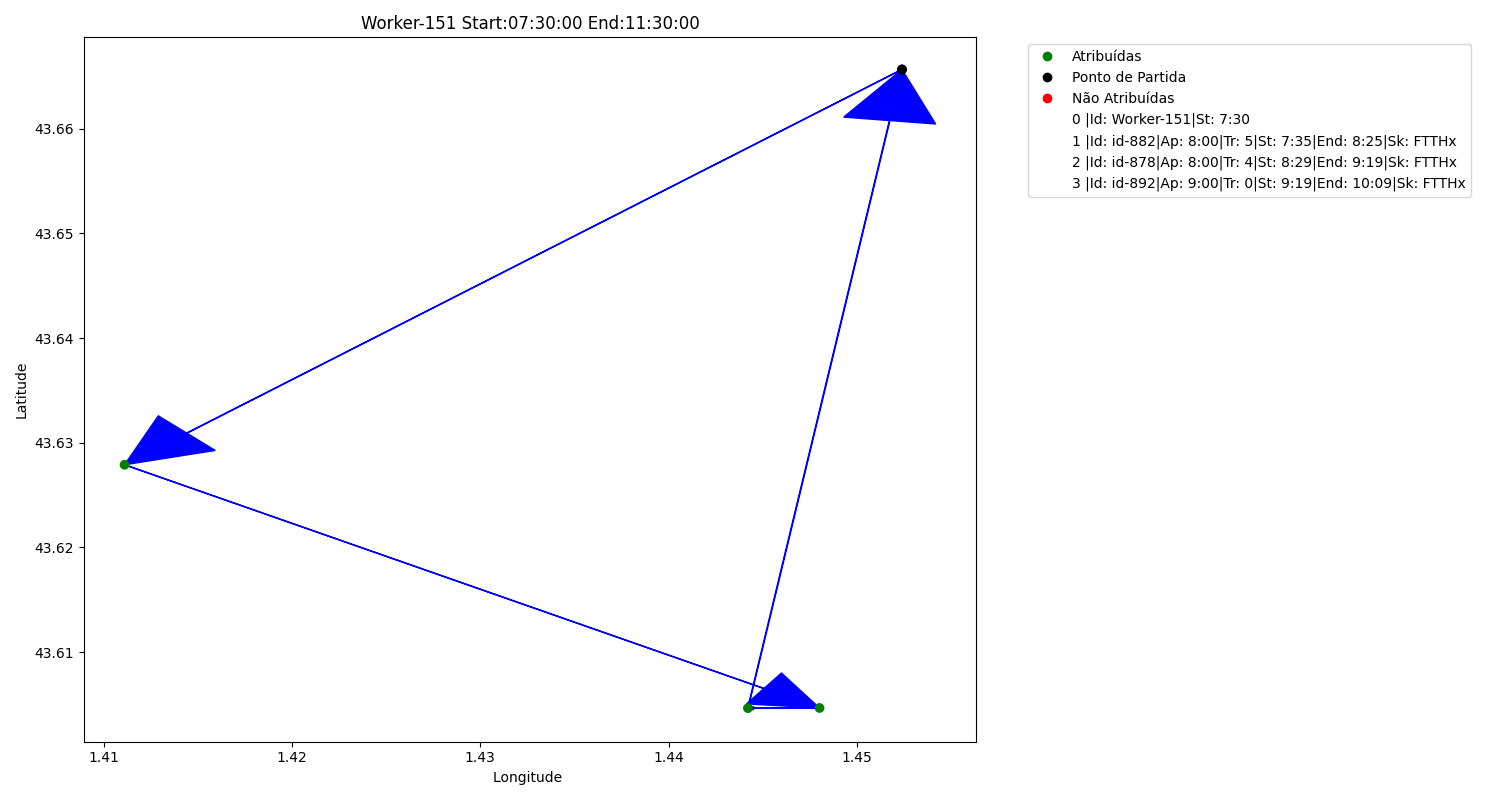 Worker-151 Start:07:30:00 End:11:30:00
Atribuídas
Ponto de Partida
Não Atribuídas
0 |Id: Worker-151|St: 7:30
1 |Id: id-882|Ap: 8:00|Tr: 5|St: 7:35|End: 8:25|Sk: FTTHx
2 |Id: id-878|Ap: 8:00|Tr: 4|St: 8:29|End: 9:19|Sk: FTTHx
3 |Id: id-892|Ap: 9:00|Tr: 0|St: 9:19|End: 10:09|Sk: FTTHx
Latitude
43.66
43.65
43.64
43.63
43.62
43.61
1.41 1.42 1.43 1.44 1.45
Longitude